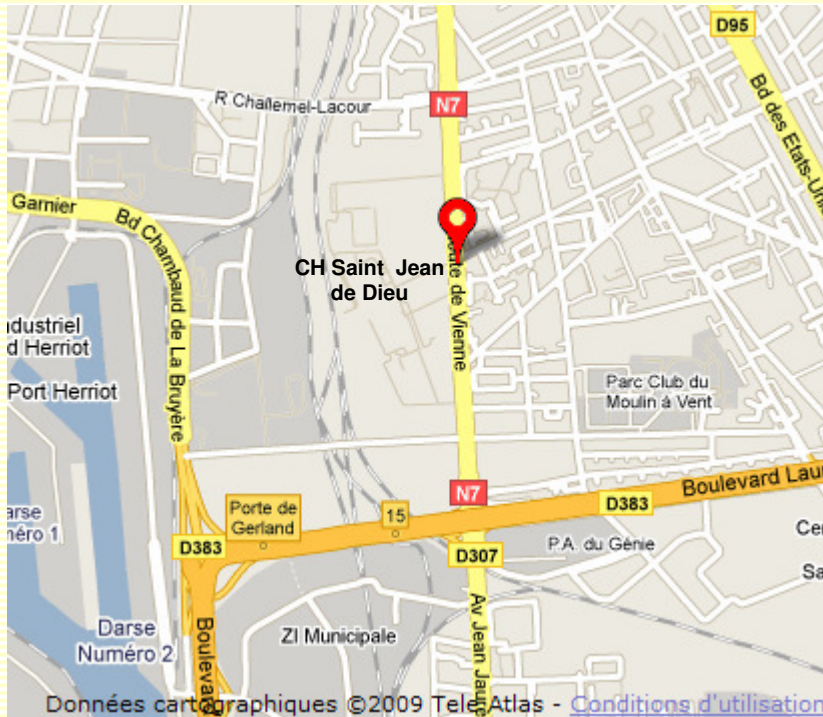 D95
Bd des Etats-Uni
R Challemel-Lacour
N7
Garnier
Bd Chambaud de La Bruyère
CH Saint Jean
de Dieu
oute de Vienne
ndustriel
d Herriot
Port Herriot
Parc Club du
Moulin à Vent
N7
Boulevard Laur
D383
15
Porte de
Gerland
D383
arse
méro 1
D307
P.A. du Génie
Cen
Sa
Darse
Numéro 2
ZI Municipale
Boulevard
Av Jean Jaurè
Données cartographiques ©2009 Tele Atlas - Conditions d'utilisation